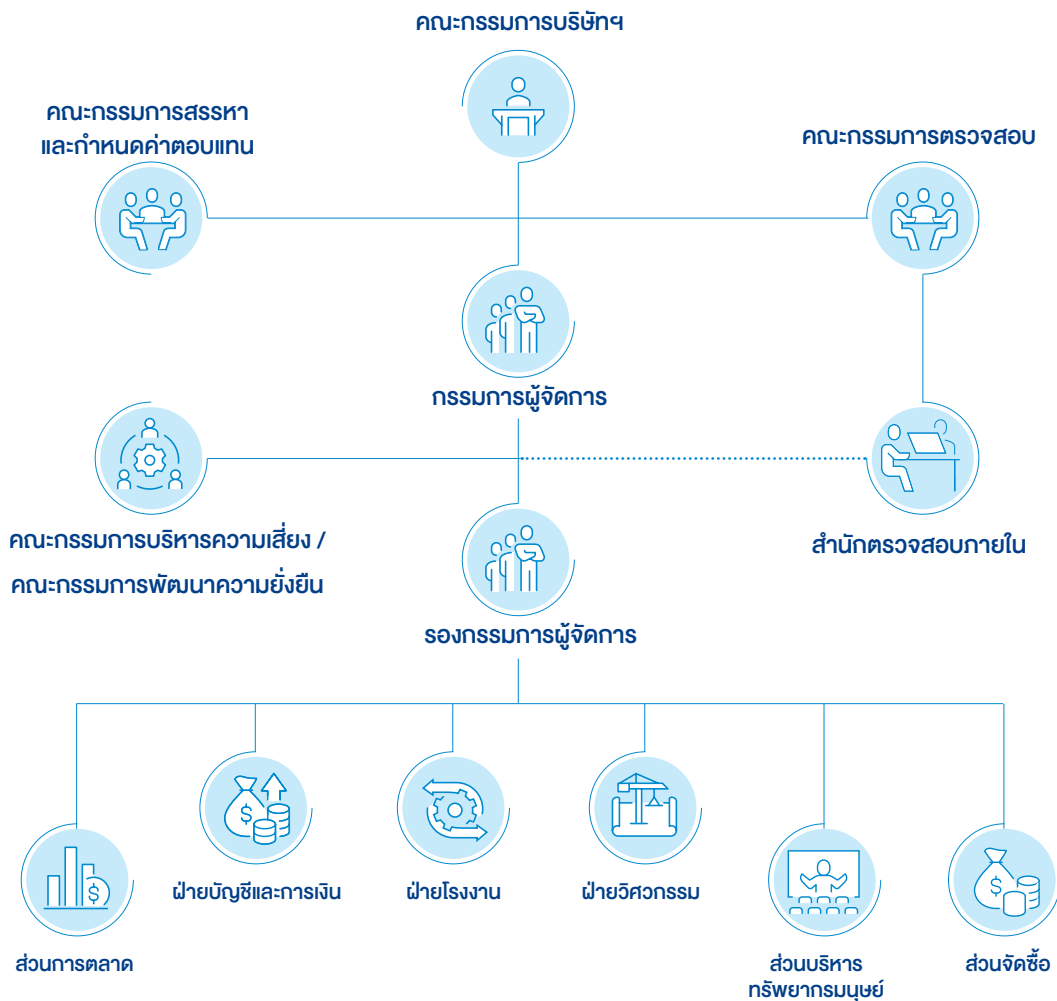 คณะกรรมการบริษัทฯ
คณะกรรมการสรรหา
และกำหนดค่าตอบแทน
คณะกรรมการตรวจสอบ
กรรมการผู้จัดการ
คณะกรรมการบริหารความเสี่ยง /
คณะกรรมการพัฒนาความยั่งยืน
สำนักตรวจสอบภายใน
รองกรรมการผู้จัดการ
ส่วนการตลาด
ฝ่ายบัญชีและการเงิน
ฝ่ายโรงงาน
ฝ่ายวิศวกรรม
ส่วนบริหาร
ทรัพยากรมนุษย์
ส่วนจัดซื้อ